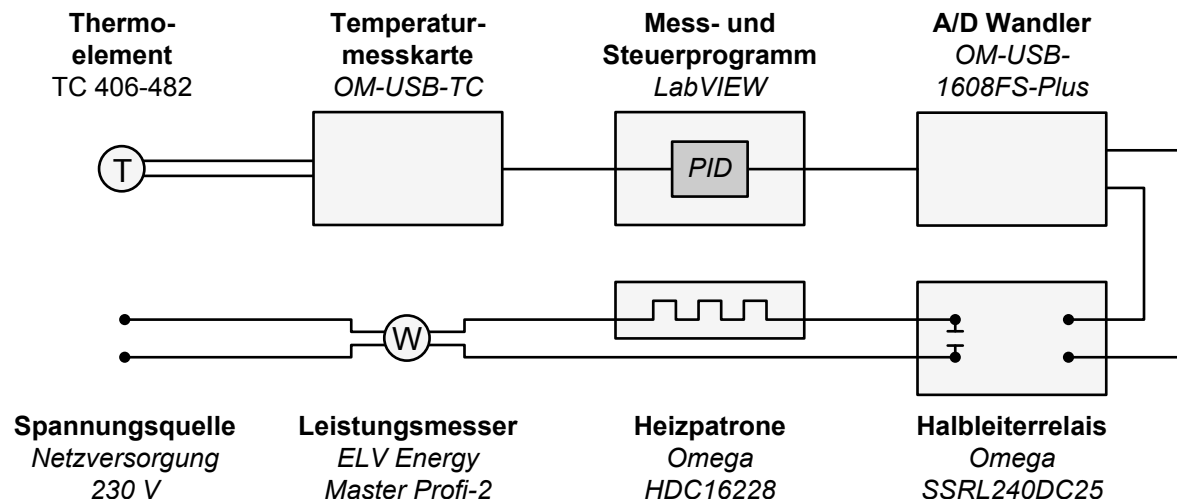 Thermo-
element
TC 406-482
Temperatur-
messkarte
OM-USB-TC
Mess- und
Steuerprogramm
LabVIEW
A/D Wandler
OM-USB-
1608FS-Plus
T
PID
W
Spannungsquelle
Netzversorgung
230 V
Leistungsmesser
ELV Energy
Master Profi-2
Heizpatrone
Omega
HDC16228
Halbleiterrelais
Omega
SSRL240DC25